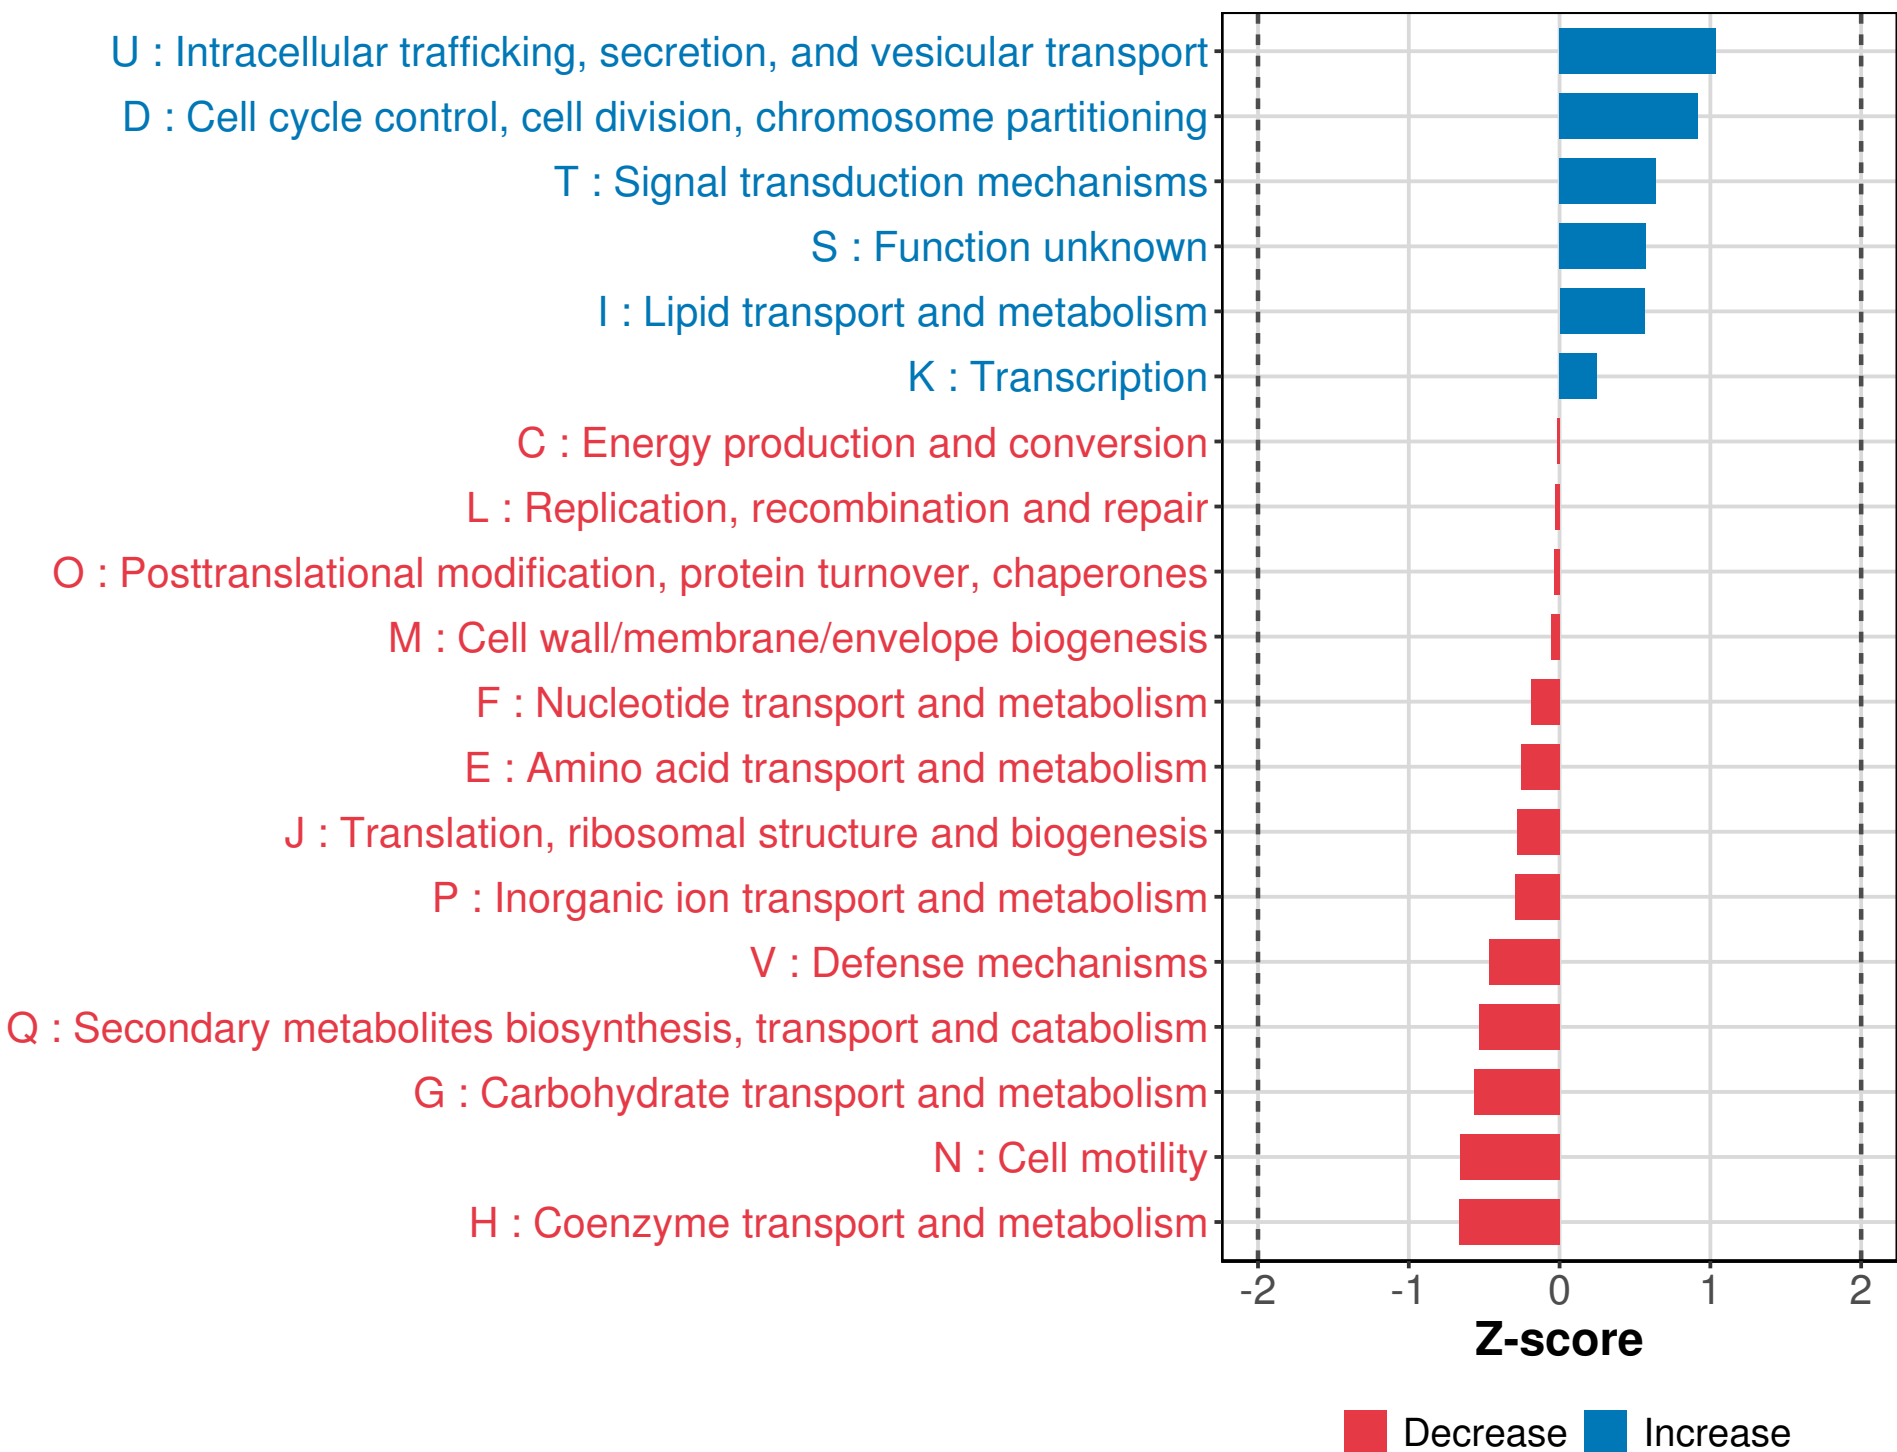 U : Intracellular trafficking, secretion, and vesicular transport
D : Cell cycle control, cell division, chromosome partitioning
T : Signal transduction mechanisms
S : Function unknown
I : Lipid transport and metabolism
K : Transcription
C : Energy production and conversion
L : Replication, recombination and repair
O : Posttranslational modification, protein turnover, chaperones
M : Cell wall/membrane/envelope biogenesis
F : Nucleotide transport and metabolism
E : Amino acid transport and metabolism
J : Translation, ribosomal structure and biogenesis
P : Inorganic ion transport and metabolism
V : Defense mechanisms
Q : Secondary metabolites biosynthesis, transport and catabolism
G : Carbohydrate transport and metabolism
N : Cell motility
H : Coenzyme transport and metabolism
-2 -1 0 1 2
Z-score
Decrease Increase